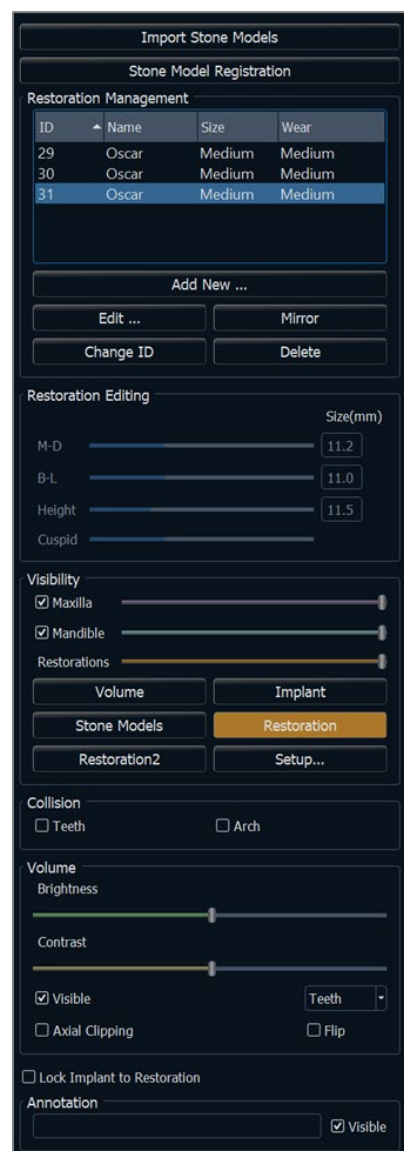 Import Stone Models
Stone Model Registration
Restoration Management
ID Name Size Wear
29 Oscar Medium Medium
30 Oscar Medium Medium
31 Oscar Medium Medium
Add New ...
Edit ... Mirror
Change ID Delete
Restoration Editing
Size(mm)
M-D 11.2
B-L 11.0
Height 11.5
Cuspid
Visibility
Maxilla
Mandible
Restorations
Volume Implant
Stone Models Restoration
Restoration2 Setup...
Collision
Teeth Arch
Volume
Brightness
Contrast
Visible Teeth
Axial Clipping Flip
Lock Implant to Restoration
Annotation
Visible